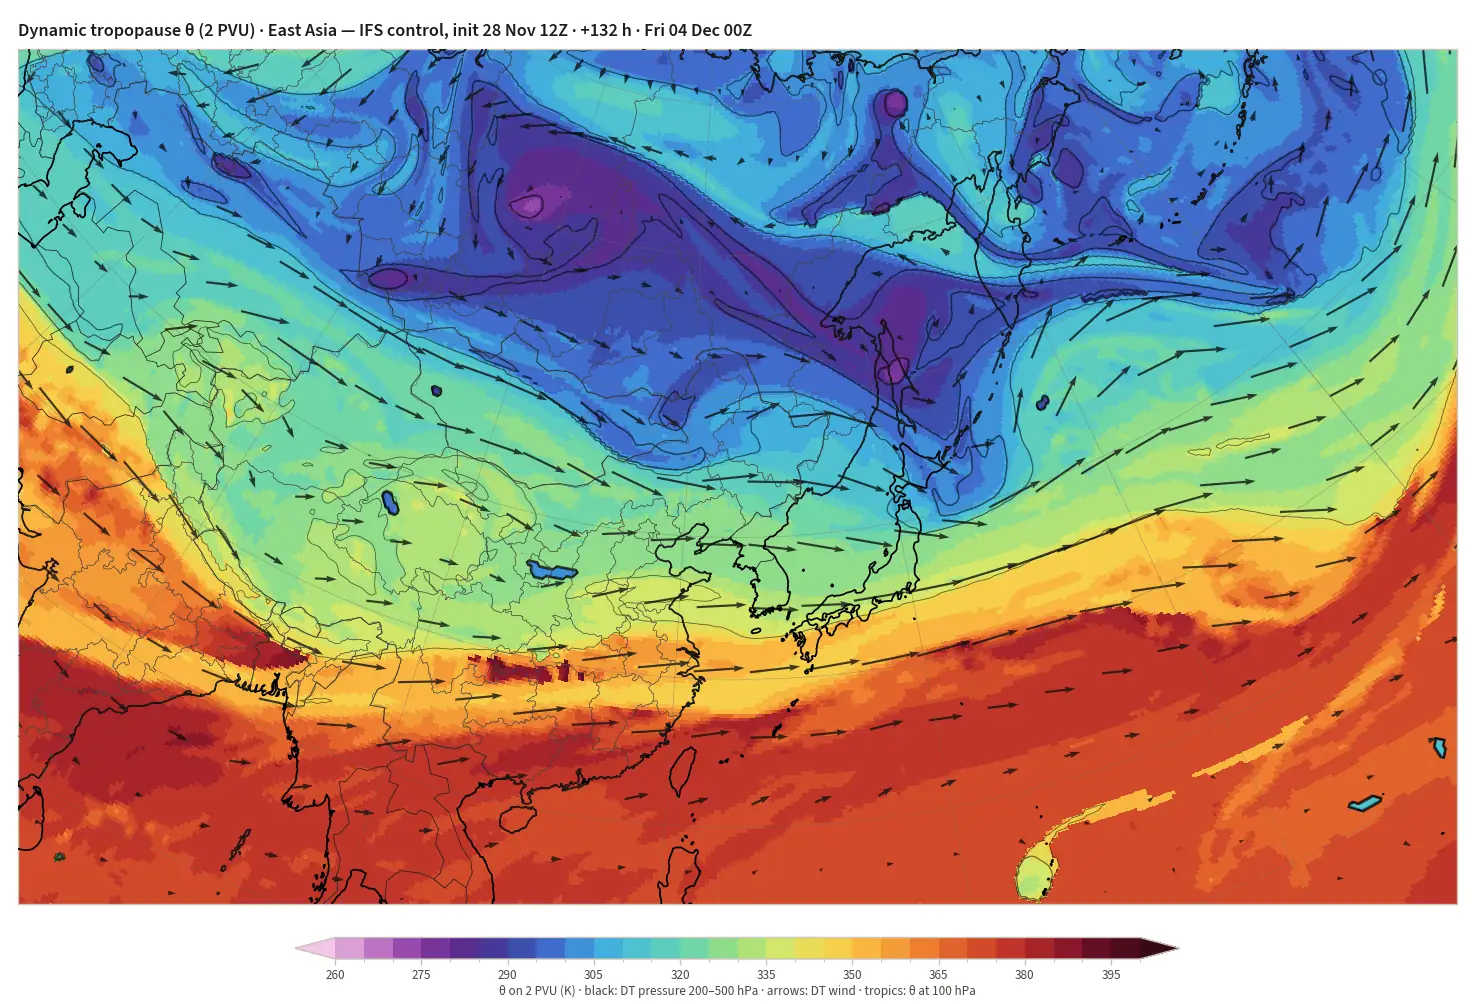 Dynamic tropopause θ (2 PVU) · East Asia — IFS control, init 28 Nov 12Z · +132 h · Fri 04 Dec 00Z
260 275 290 305 320 335 350 365 380 395
θ on 2 PVU (K) · black: DT pressure 200–500 hPa · arrows: DT wind · tropics: θ at 100 hPa